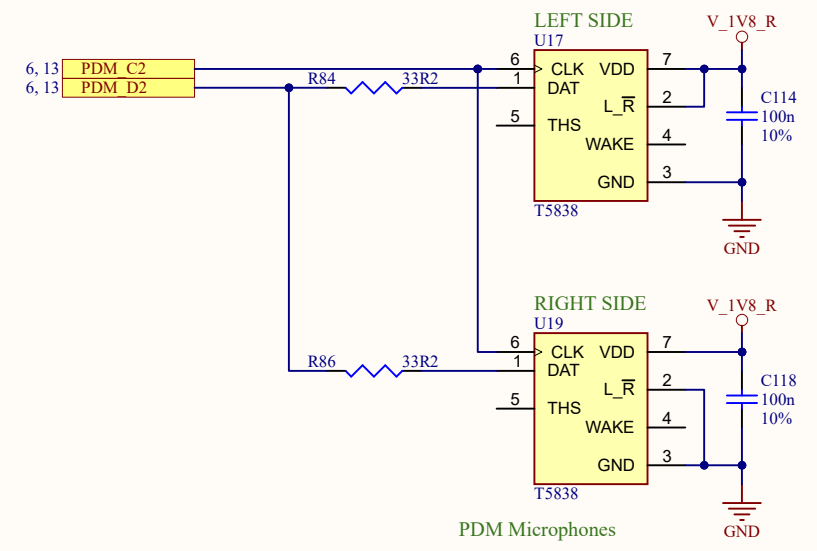 LEFT SIDE
U17
V_1V8_R
6, 13 PDM_C2
6, 13 PDM_D2
R84 33R2
6 CLK VDD 7
1 DAT
L_R̅ 2
C114
100n
10%
5 THS
WAKE 4
GND 3
T5838
GND
RIGHT SIDE
U19
V_1V8_R
R86 33R2
6 CLK VDD 7
1 DAT
L_R̅ 2
C118
100n
10%
5 THS
WAKE 4
GND 3
T5838
GND
PDM Microphones